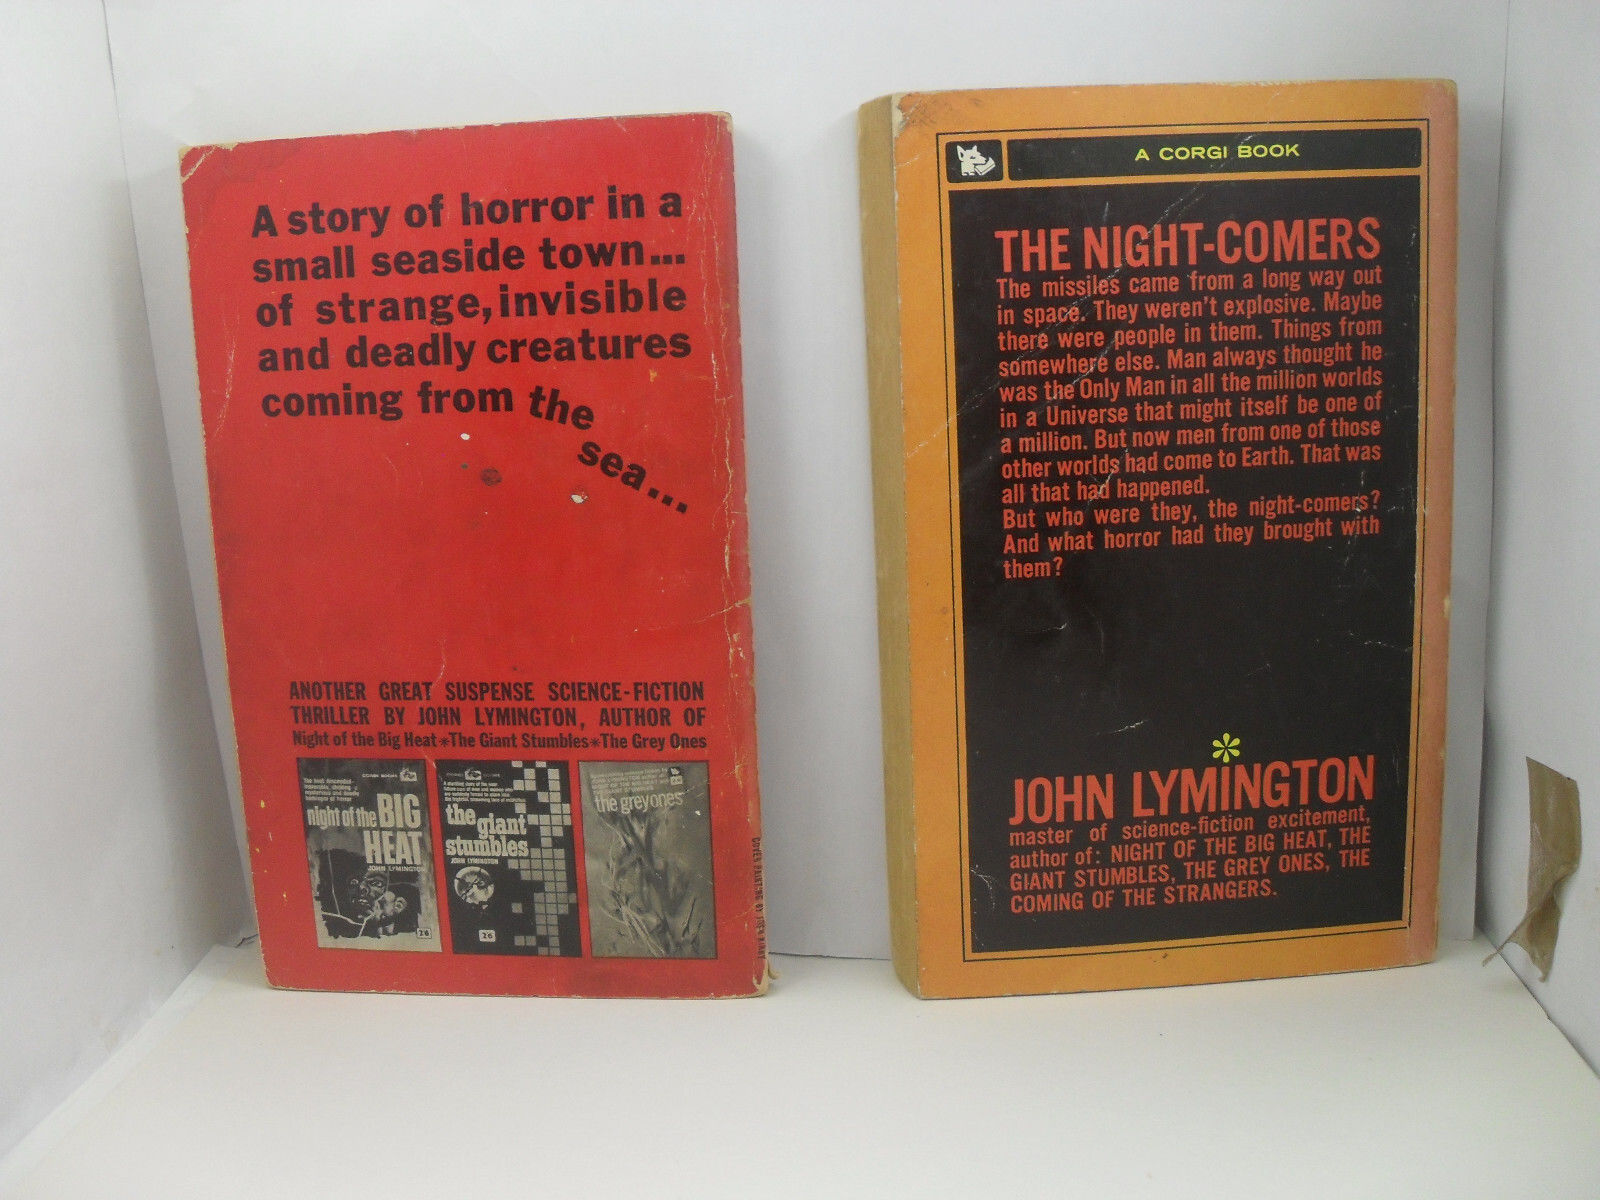 A story of horror in a
small seaside town...
of strange, invisible
and deadly creatures
coming from the
sea...
ANOTHER GREAT SUSPENSE SCIENCE-FICTION
THRILLER BY JOHN LYMINGTON, AUTHOR OF
Night of the Big Heat*The Giant Stumbles*The Grey Ones
CORGI BOOKS
night of the BIG
HEAT
JOHN LYMINGTON
2'6
the
giant
stumbles
JOHN LYMINGTON
2'6
the greyones
A CORGI BOOK
THE NIGHT-COMERS
The missiles came from a long way out
in space. They weren't explosive. Maybe
there were people in them. Things from
somewhere else. Man always thought he
was the Only Man in all the million worlds
in a Universe that might itself be one of
a million. But now men from one of those
other worlds had come to Earth. That was
all that had happened.
But who were they, the night-comers?
And what horror had they brought with
them?
*
JOHN LYMINGTON
master of science-fiction excitement,
author of: NIGHT OF THE BIG HEAT, THE
GIANT STUMBLES, THE GREY ONES, THE
COMING OF THE STRANGERS.